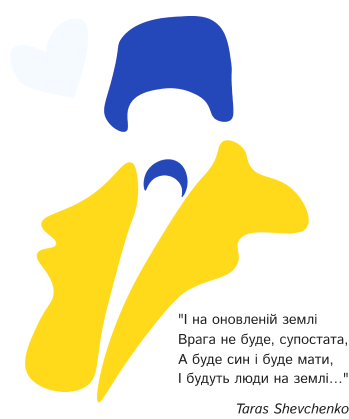 "І на оновленій землі
Врага не буде, супостата,
А буде син і буде мати,
І будуть люди на землі..."
Taras Shevchenko